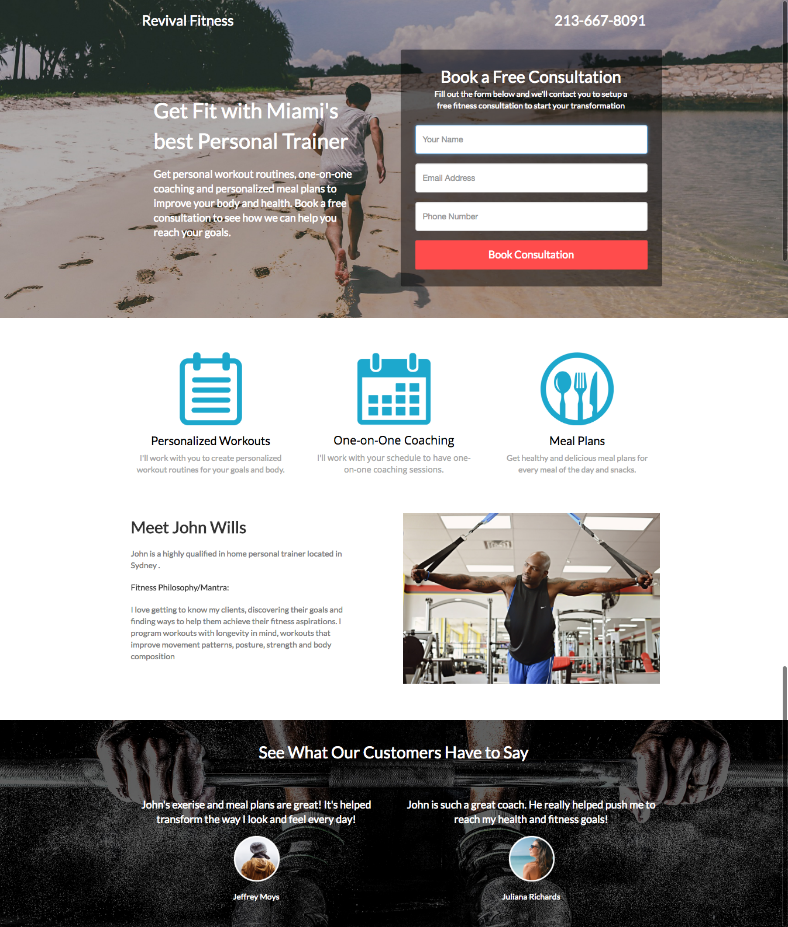 Revival Fitness
213-667-8091
Get Fit with Miami's
best Personal Trainer
Get personal workout routines, one-on-one
coaching and personalized meal plans to
improve your body and health. Book a free
consultation to see how we can help you
reach your goals.
Book a Free Consultation
Fill out the form below and we'll contact you to setup a
free fitness consultation to start your transformation
Your Name
Email Address
Phone Number
Book Consultation
Personalized Workouts
I'll work with you to create personalized
workout routines for your goals and body.
One-on-One Coaching
I'll work with your schedule to have one-
on-one coaching sessions.
Meal Plans
Get healthy and delicious meal plans for
every meal of the day and snacks.
Meet John Wills
John is a highly qualified in home personal trainer located in
Sydney .
Fitness Philosophy/Mantra:
I love getting to know my clients, discovering their goals and
finding ways to help them achieve their fitness aspirations. I
program workouts with longevity in mind, workouts that
improve movement patterns, posture, strength and body
composition
See What Our Customers Have to Say
John's exerise and meal plans are great! It's helped
transform the way I look and feel every day!
Jeffrey Moys
John is such a great coach. He really helped push me to
reach my health and fitness goals!
Juliana Richards